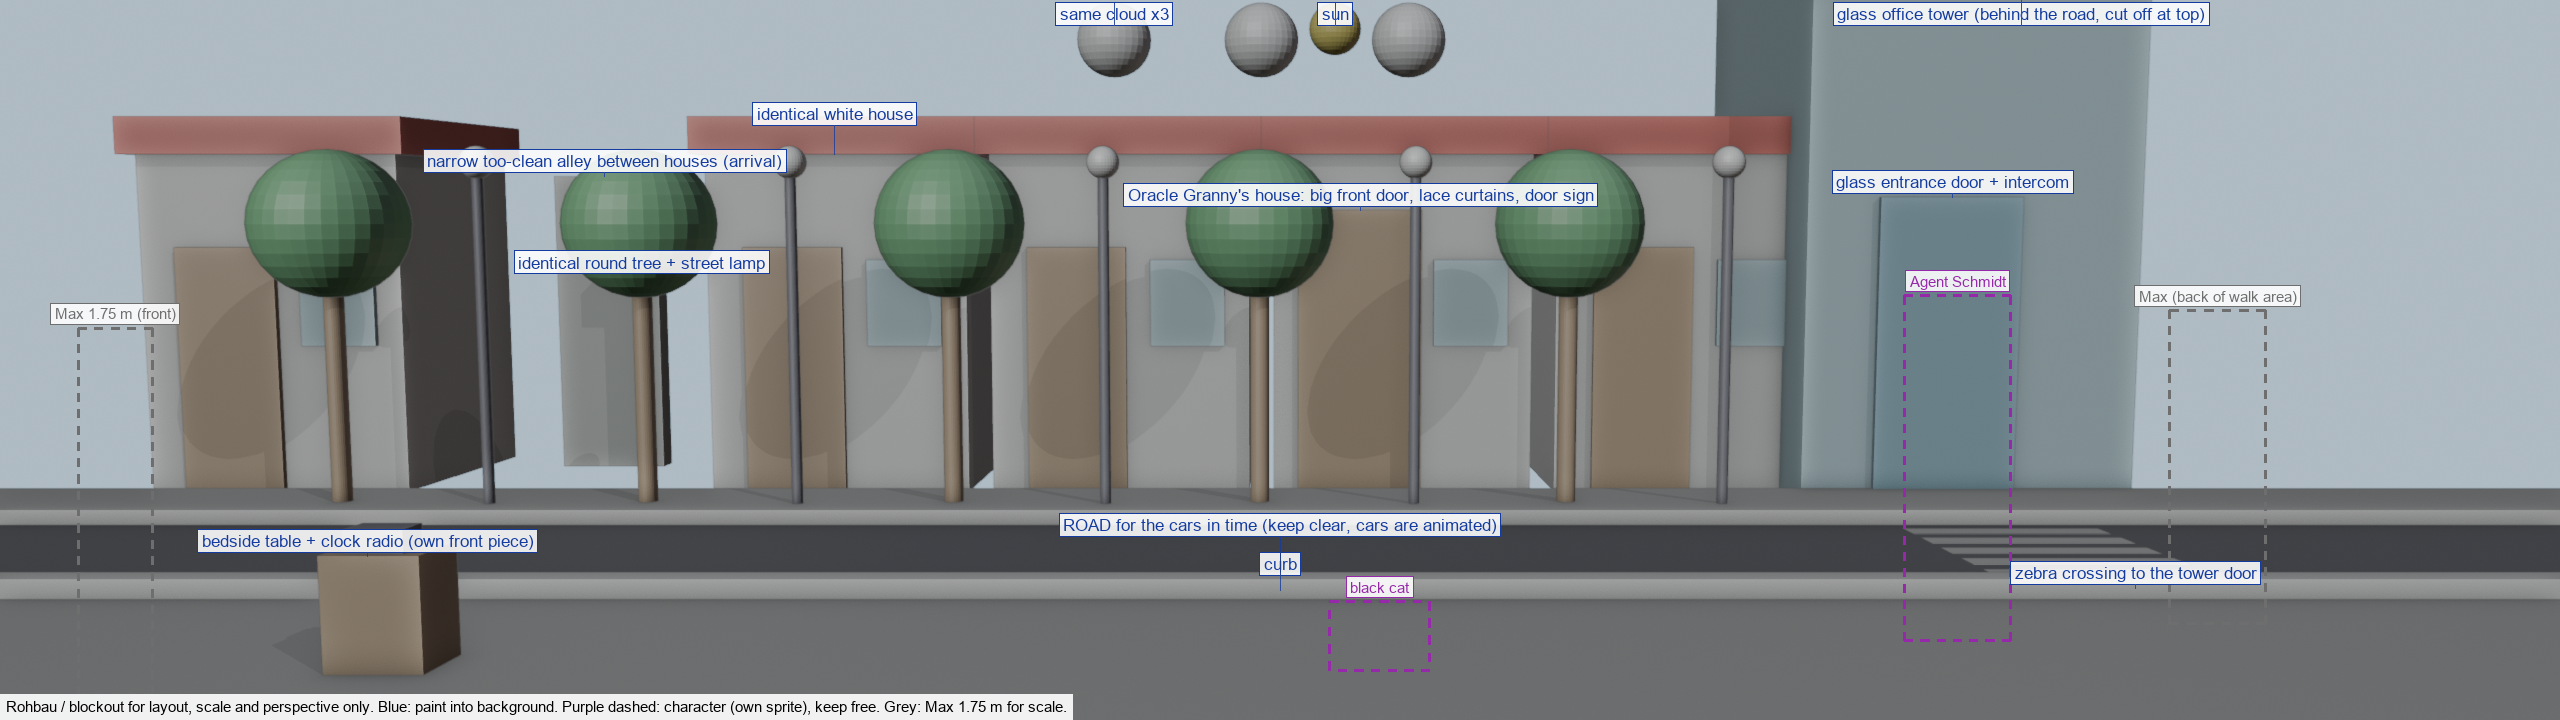 same cloud x3
sun
glass office tower (behind the road, cut off at top)
identical white house
narrow too-clean alley between houses (arrival)
glass entrance door + intercom
Oracle Granny's house: big front door, lace curtains, door sign
identical round tree + street lamp
Agent Schmidt
Max (back of walk area)
Max 1.75 m (front)
ROAD for the cars in time (keep clear, cars are animated)
bedside table + clock radio (own front piece)
curb
zebra crossing to the tower door
black cat
Rohbau / blockout for layout, scale and perspective only. Blue: paint into background. Purple dashed: character (own sprite), keep free. Grey: Max 1.75 m for scale.